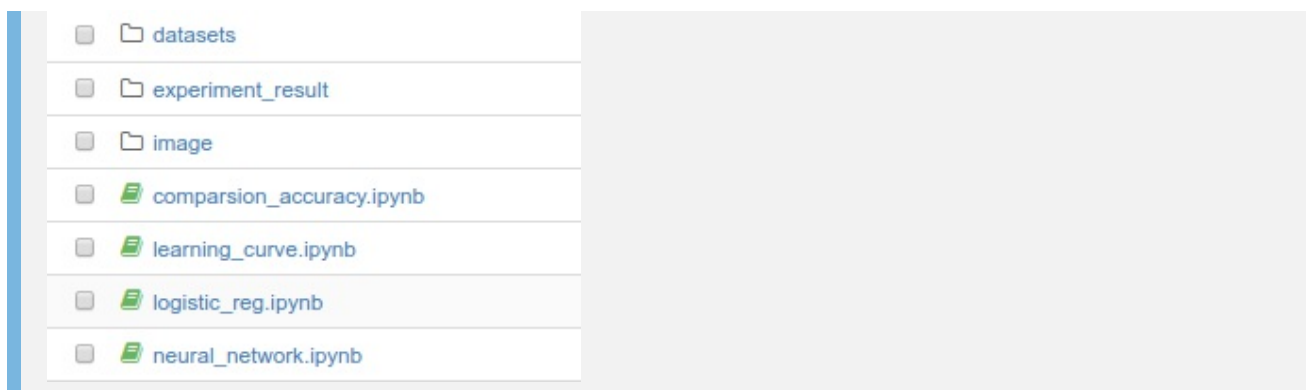 datasets
experiment_result
image
comparsion_accuracy.ipynb
learning_curve.ipynb
logistic_reg.ipynb
neural_network.ipynb